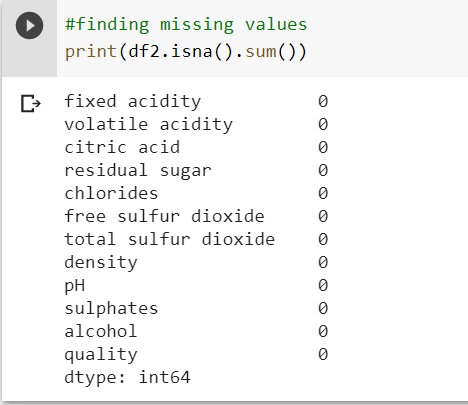 #finding missing values
print(df2.isna().sum())
fixed acidity 0
volatile acidity 0
citric acid 0
residual sugar 0
chlorides 0
free sulfur dioxide 0
total sulfur dioxide 0
density 0
pH 0
sulphates 0
alcohol 0
quality 0
dtype: int64